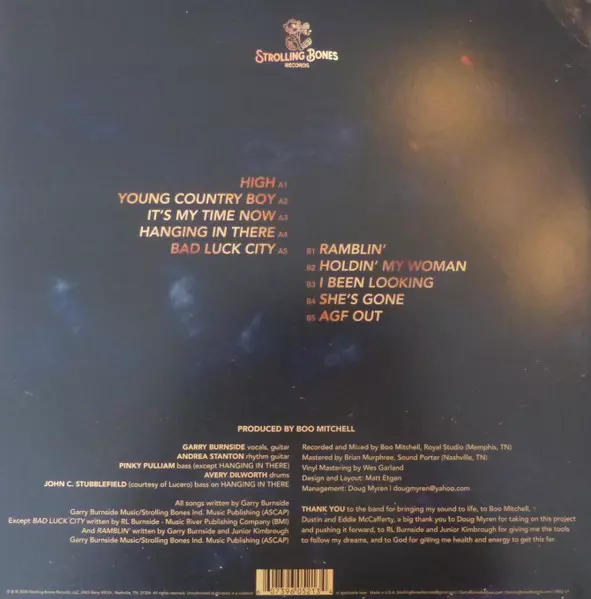 STROLLING BONES
RECORDS
HIGH A1
YOUNG COUNTRY BOY A2
IT'S MY TIME NOW A3
HANGING IN THERE A4
BAD LUCK CITY A5
B1 RAMBLIN'
B2 HOLDIN' MY WOMAN
B3 I BEEN LOOKING
B4 SHE'S GONE
B5 AGF OUT
PRODUCED BY BOO MITCHELL
GARRY BURNSIDE vocals, guitar
ANDREA STANTON rhythm guitar
PINKY PULLIAM bass (except HANGING IN THERE)
AVERY DILWORTH drums
JOHN C. STUBBLEFIELD (courtesy of Lucero) bass on HANGING IN THERE
All songs written by Garry Burnside
Garry Burnside Music/Strolling Bones Ind. Music Publishing (ASCAP)
Except BAD LUCK CITY written by RL Burnside - Music River Publishing Company (BMI)
And RAMBLIN' written by Garry Burnside and Junior Kimbrough
Garry Burnside Music/Strolling Bones Ind. Music Publishing (ASCAP)
Recorded and Mixed by Boo Mitchell, Royal Studio (Memphis, TN)
Mastered by Brian Murphree, Sound Porter (Nashville, TN)
Vinyl Mastering by Wes Garland
Design and Layout: Matt Etgen
Management: Doug Myren | dougmyren@yahoo.com
THANK YOU to the band for bringing my sound to life, to Boo Mitchell,
Dustin and Eddie McCafferty, a big thank you to Doug Myren for taking on this project
and pushing it forward, to RL Burnside and Junior Kimbrough for giving me the tools
to follow my dreams, and to God for giving me health and energy to get this far.